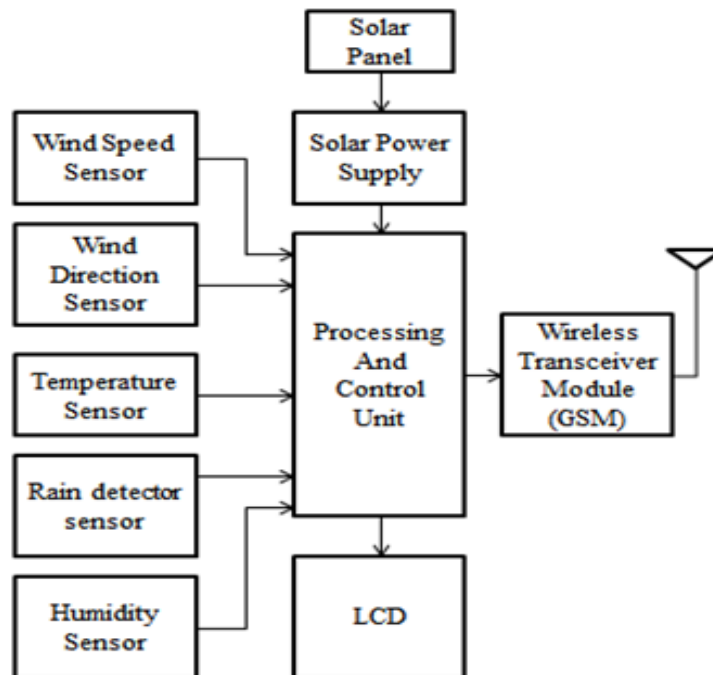 Solar
Panel
Wind Speed
Sensor
Solar Power
Supply
Wind
Direction
Sensor
Processing
And
Control
Unit
Wireless
Transceiver
Module
(GSM)
Temperature
Sensor
Rain detector
sensor
Humidity
Sensor
LCD